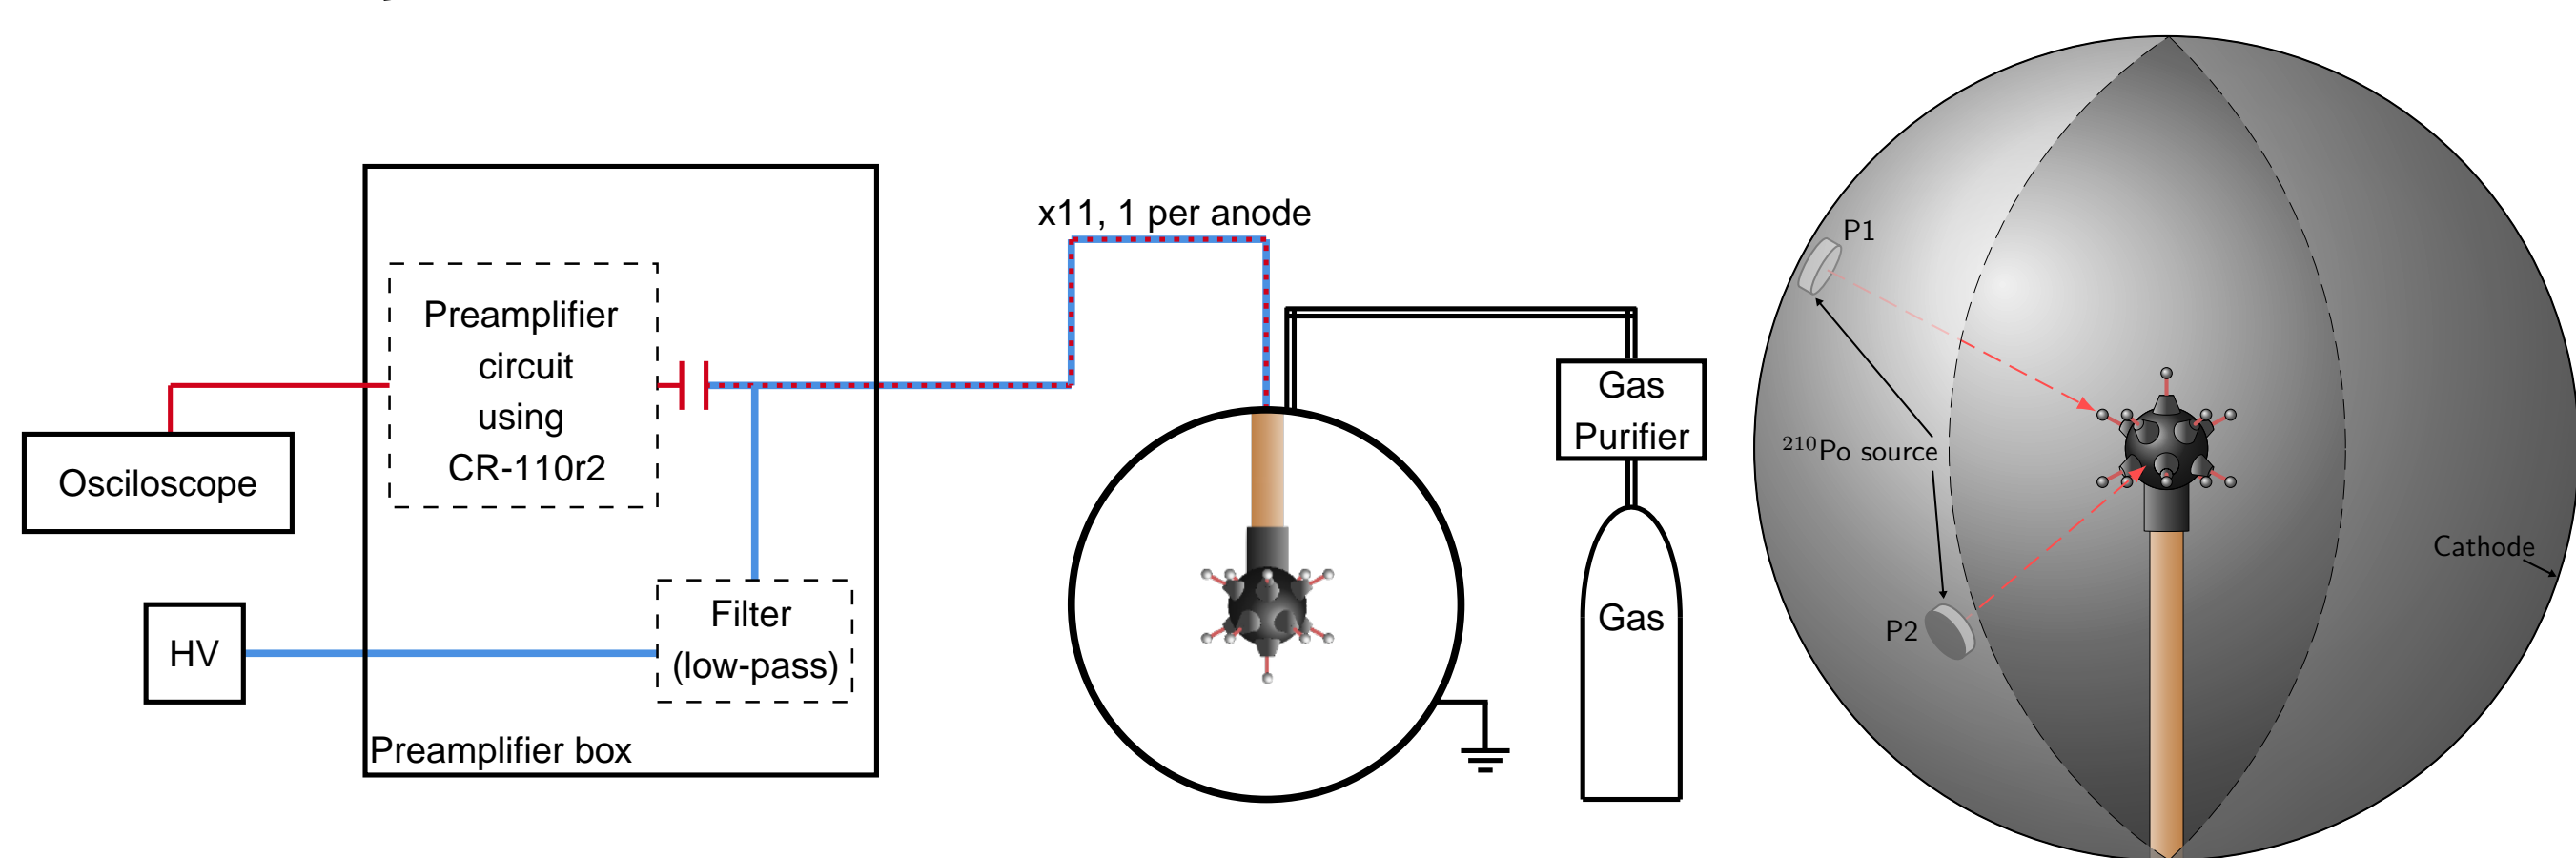 x11, 1 per anode
Preamplifier
circuit
using
CR-110r2
Osciloscope
HV
Filter
(low-pass)
Preamplifier box
Gas
Purifier
Gas
P1
²¹⁰Po source
P2
Cathode